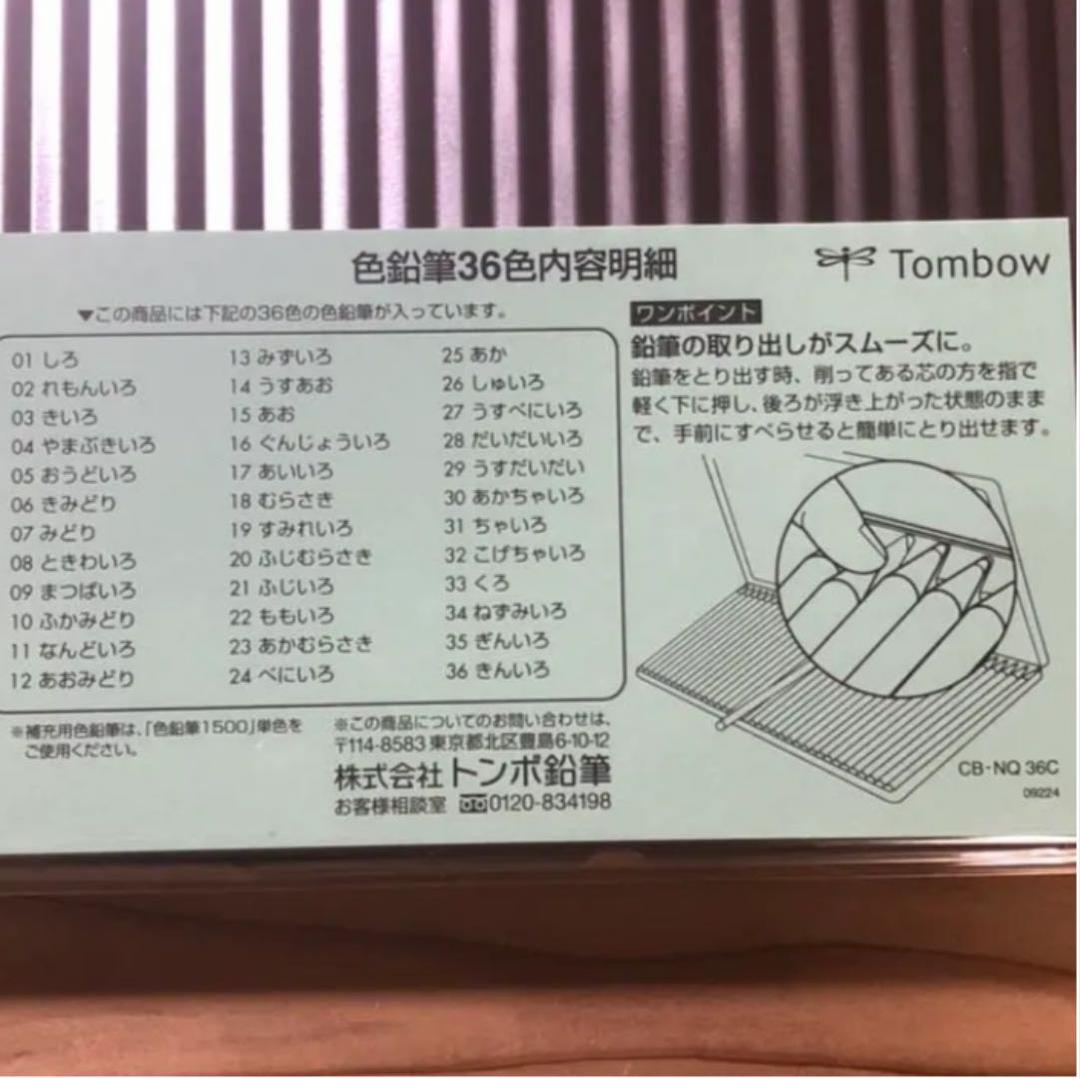 色鉛筆36色内容明細
Tombow
▼この商品には下記の36色の色鉛筆が入っています。
01 しろ
02 れもんいろ
03 きいろ
04 やまぶきいろ
05 おうどいろ
06 きみどり
07 みどり
08 ときわいろ
09 まつばいろ
10 ふかみどり
11 なんどいろ
12 あおみどり
13 みずいろ
14 うすあお
15 あお
16 ぐんじょういろ
17 あいいろ
18 むらさき
19 すみれいろ
20 ふじむらさき
21 ふじいろ
22 ももいろ
23 あかむらさき
24 べにいろ
25 あか
26 しゅいろ
27 うすべにいろ
28 だいだいいろ
29 うすだいだい
30 あかちゃいろ
31 ちゃいろ
32 こげちゃいろ
33 くろ
34 ねずみいろ
35 ぎんいろ
36 きんいろ
※補充用色鉛筆は、「色鉛筆1500」単色を
ご使用ください。
※この商品についてのお問い合わせは、
〒114-8583 東京都北区豊島6-10-12
株式会社トンボ鉛筆
お客様相談室 0120-834198
ワンポイント
鉛筆の取り出しがスムーズに。
鉛筆をとり出す時、削ってある芯の方を指で
軽く下に押し、後ろが浮き上がった状態のまま
で、手前にすべらせると簡単にとり出せます。
CB-NQ 36C
09224